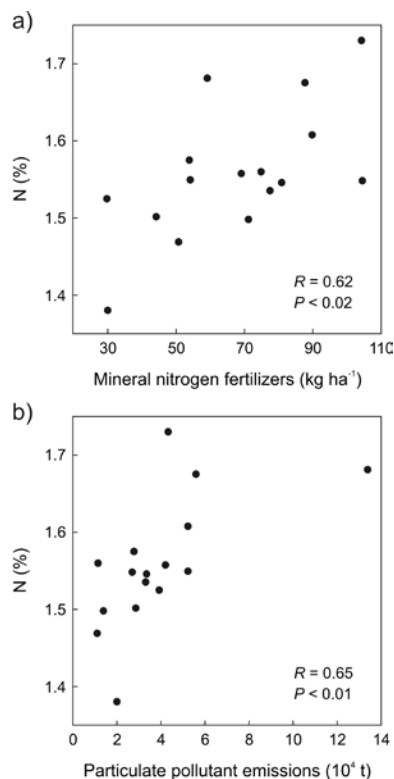 a)
1.7
1.6
1.5
1.4
N (%)
R = 0.62
P < 0.02
30 50 70 90 110
Mineral nitrogen fertilizers (kg ha⁻¹)
b)
1.7
1.6
1.5
1.4
N (%)
R = 0.65
P < 0.01
0 2 4 6 8 10 12 14
Particulate pollutant emissions (10⁴ t)